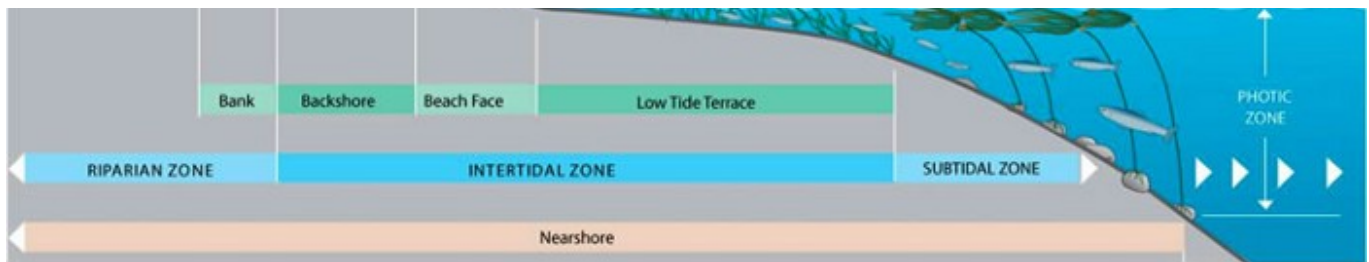 Bank
Backshore
Beach Face
Low Tide Terrace
PHOTIC
ZONE
RIPARIAN ZONE
INTERTIDAL ZONE
SUBTIDAL ZONE
Nearshore